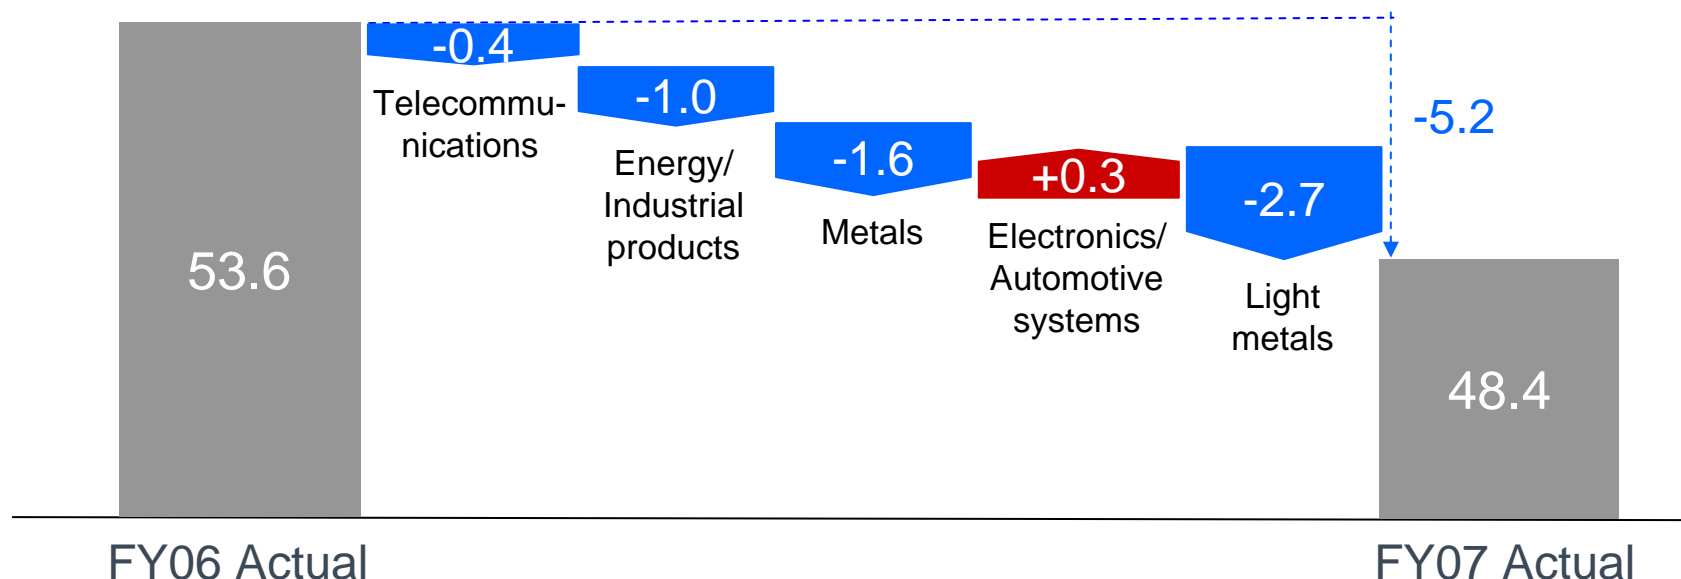 53.6
-0.4
Telecommu-
nications
-1.0
Energy/
Industrial
products
-1.6
Metals
+0.3
Electronics/
Automotive
systems
-2.7
Light
metals
-5.2
48.4
FY06 Actual
FY07 Actual